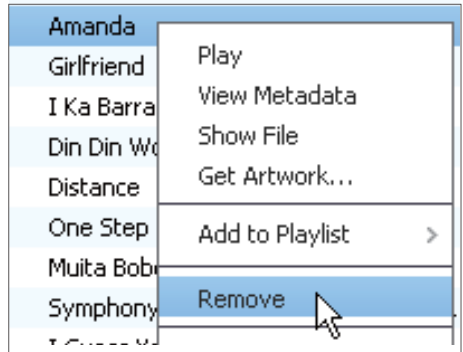 Amanda
Girlfriend
I Ka Barra
Din Din
Distance
One Step
Muita
Symphony
Play
View Metadata
Show File
Get Artwork...
Add to Playlist >
Remove